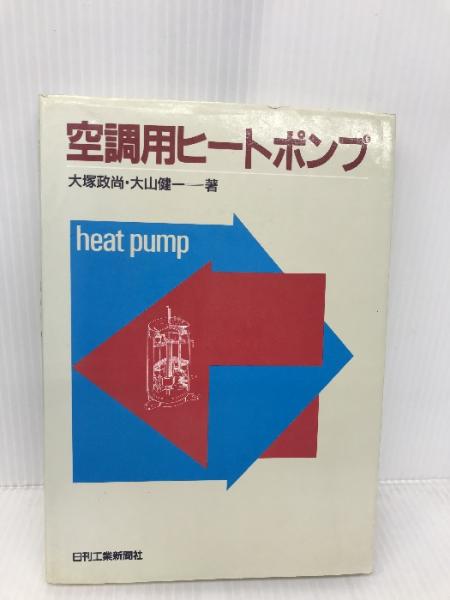 空調用ヒートポンプ
大塚政尚・大山健一―著
heat pump
日刊工業新聞社